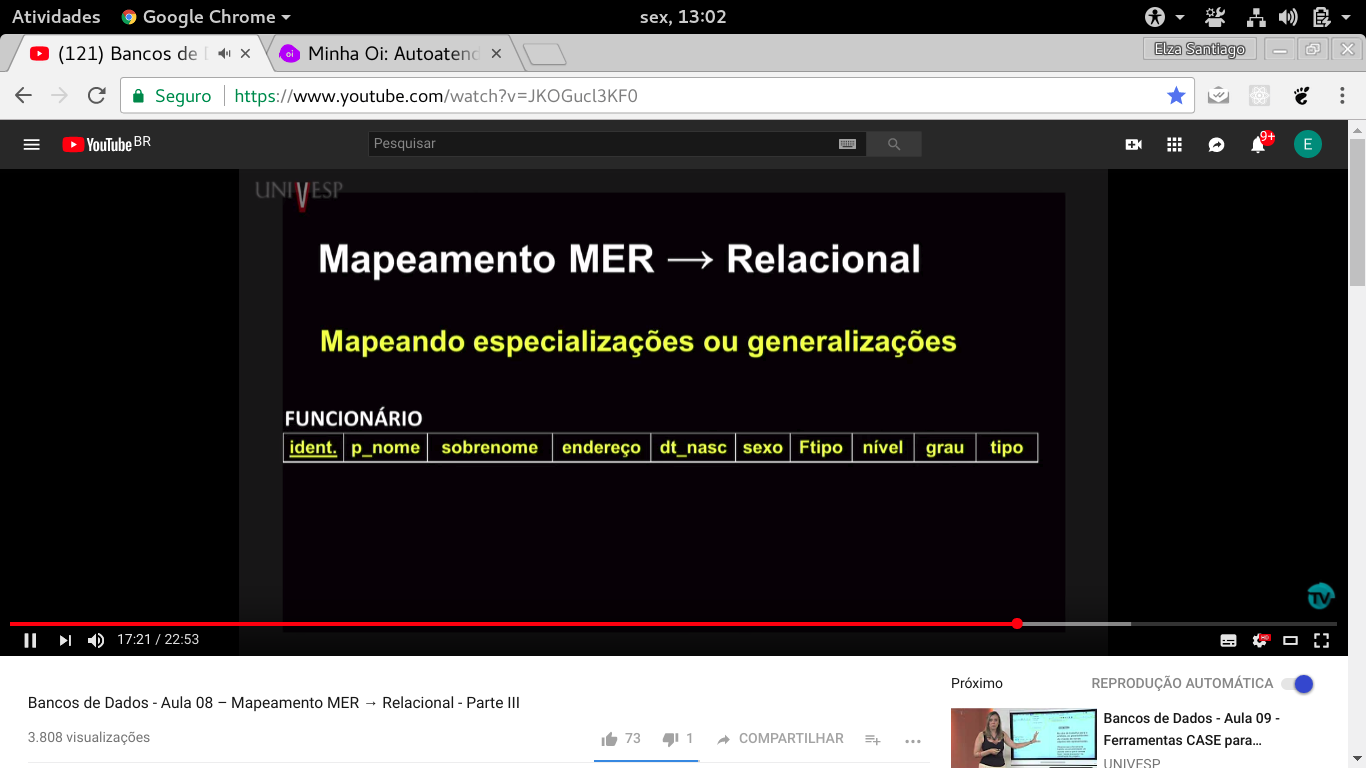 Atividades Google Chrome sex, 13:02
(121) Bancos de Minha Oi: Autoatend Elza Santiago
Seguro https://www.youtube.com/watch?v=JKOGucl3KF0
YouTube BR Pesquisar 9+ E
UNIVESP
Mapeamento MER → Relacional
Mapeando especializações ou generalizações
FUNCIONÁRIO
ident. p_nome sobrenome endereço dt_nasc sexo Ftipo nível grau tipo
TV
17:21 / 22:53 HD
Bancos de Dados - Aula 08 – Mapeamento MER → Relacional - Parte III
3.808 visualizações 73 1 COMPARTILHAR
Próximo REPRODUÇÃO AUTOMÁTICA
Bancos de Dados - Aula 09 -
Ferramentas CASE para…
UNIVESP